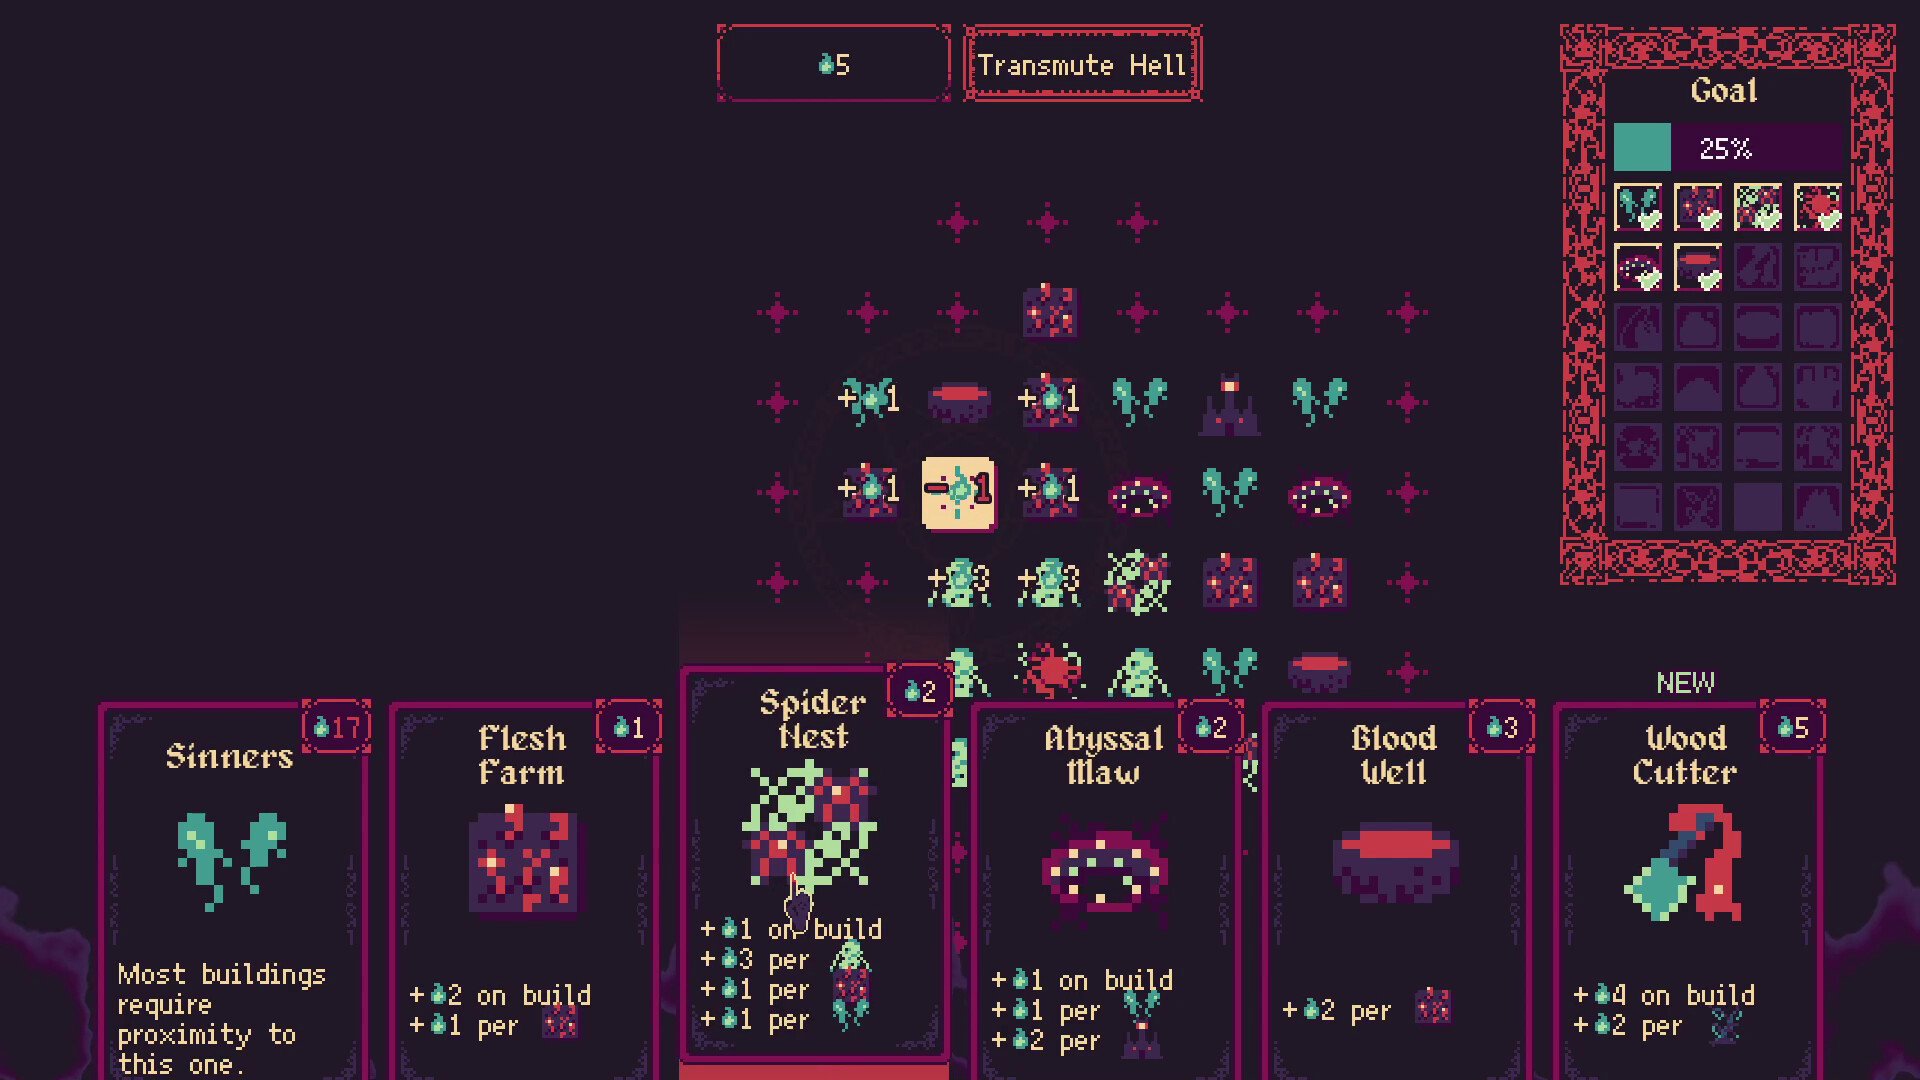 5
Transmute Hell
Goal
25%
+1
+1
+1
-1
+1
+3
+3
NEW
Sinners
17
Most buildings
require
proximity to
this one.
Flesh
Farm
1
+2 on build
+1 per
Spider
Nest
2
+1 on build
+3 per
+1 per
+1 per
Abyssal
Maw
2
+1 on build
+1 per
+2 per
Blood
Well
3
+2 per
Wood
Cutter
5
+4 on build
+2 per